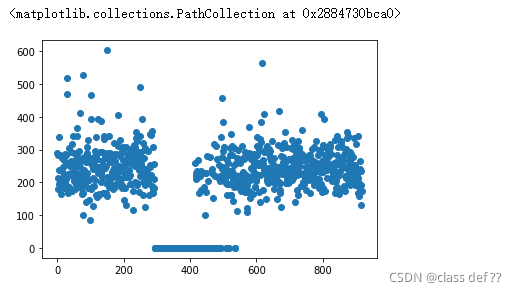 <matplotlib.collections.PathCollection at 0x2884730bca0>
600
500
400
300
200
100
0
0 200 400 600 800
CSDN @class def ??